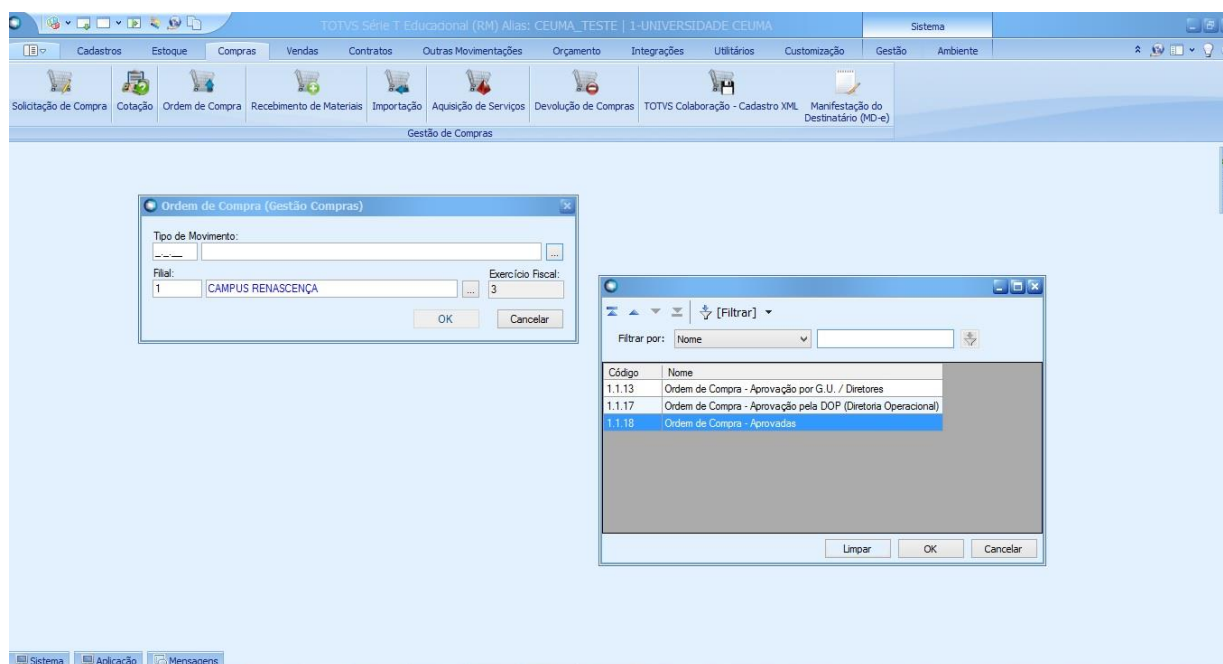 TOTVS Série T Educacional (RM) Alias: CEUMA_TESTE | 1-UNIVERSIDADE CEUMA
Sistema
Cadastros Estoque Compras Vendas Contratos Outras Movimentações Orçamento Integrações Utilitários Customização Gestão Ambiente
Solicitação de Compra Cotação Ordem de Compra Recebimento de Materiais Importação Aquisição de Serviços Devolução de Compras TOTVS Colaboração - Cadastro XML Manifestação do
Destinatário (MD-e)
Gestão de Compras
Ordem de Compra (Gestão Compras)
Tipo de Movimento:
_._.__
...
Filial:
Exercício Fiscal:
1 CAMPUS RENASCENÇA ... 3
OK Cancelar
[Filtrar]
Filtrar por: Nome
Código Nome
1.1.13 Ordem de Compra - Aprovação por G.U. / Diretores
1.1.17 Ordem de Compra - Aprovação pela DOP (Diretoria Operacional)
1.1.18 Ordem de Compra - Aprovadas
Limpar OK Cancelar
Sistema Aplicação Mensagens